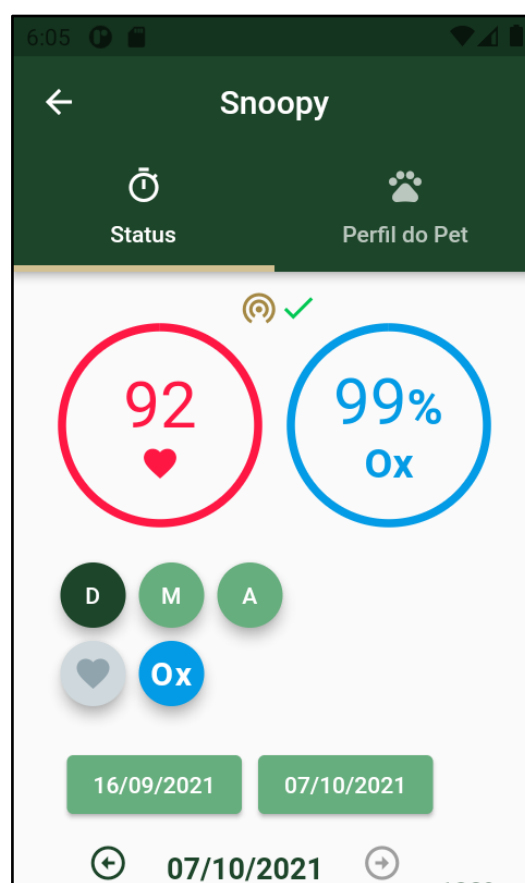 6:05
Snoopy
Status Perfil do Pet
92 99%
Ox
D M A
Ox
16/09/2021 07/10/2021
07/10/2021